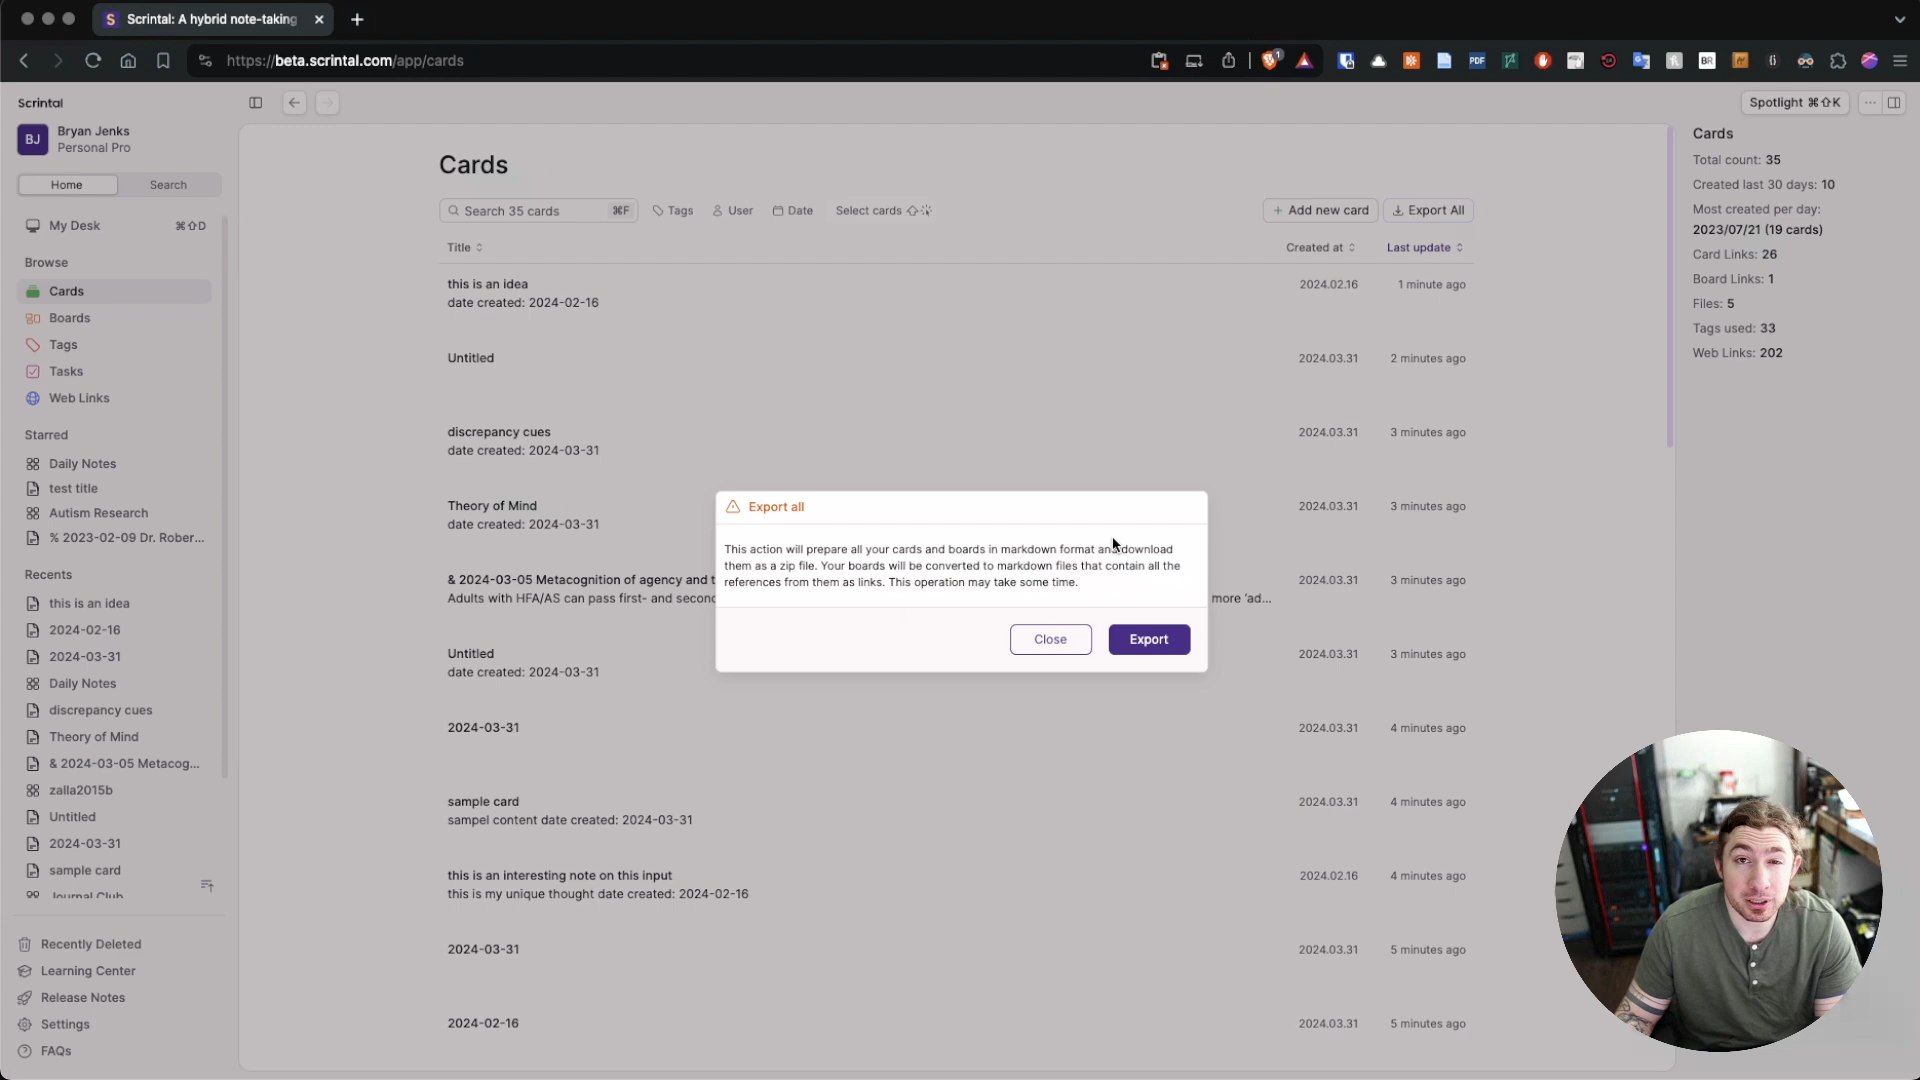 Scrintal: A hybrid note-taking
https://beta.scrintal.com/app/cards
Scrintal
BJ
Bryan Jenks
Personal Pro
Home
Search
My Desk
⌘⇧D
Browse
Cards
Boards
Tags
Tasks
Web Links
Starred
Daily Notes
test title
Autism Research
% 2023-02-09 Dr. Rober...
Recents
this is an idea
2024-02-16
2024-03-31
Daily Notes
discrepancy cues
Theory of Mind
& 2024-03-05 Metacog...
zalla2015b
Untitled
2024-03-31
sample card
Journal Club
Recently Deleted
Learning Center
Release Notes
Settings
FAQs
Cards
Search 35 cards ⌘F
Tags
User
Date
Select cards
+ Add new card
Export All
Title
Created at
Last update
this is an idea
date created: 2024-02-16
2024.02.16
1 minute ago
Untitled
2024.03.31
2 minutes ago
discrepancy cues
date created: 2024-03-31
2024.03.31
3 minutes ago
Theory of Mind
date created: 2024-03-31
2024.03.31
3 minutes ago
& 2024-03-05 Metacognition of agency and t
Adults with HFA/AS can pass first- and secon
more 'ad...
2024.03.31
3 minutes ago
Untitled
date created: 2024-03-31
2024.03.31
3 minutes ago
2024-03-31
2024.03.31
4 minutes ago
sample card
sampel content date created: 2024-03-31
2024.03.31
4 minutes ago
this is an interesting note on this input
this is my unique thought date created: 2024-02-16
2024.02.16
4 minutes ago
2024-03-31
2024.03.31
5 minutes ago
2024-02-16
2024.03.31
5 minutes ago
Export all
This action will prepare all your cards and boards in markdown format and download
them as a zip file. Your boards will be converted to markdown files that contain all the
references from them as links. This operation may take some time.
Close
Export
Spotlight ⌘⇧K
Cards
Total count: 35
Created last 30 days: 10
Most created per day:
2023/07/21 (19 cards)
Card Links: 26
Board Links: 1
Files: 5
Tags used: 33
Web Links: 202
1
PDF
BR